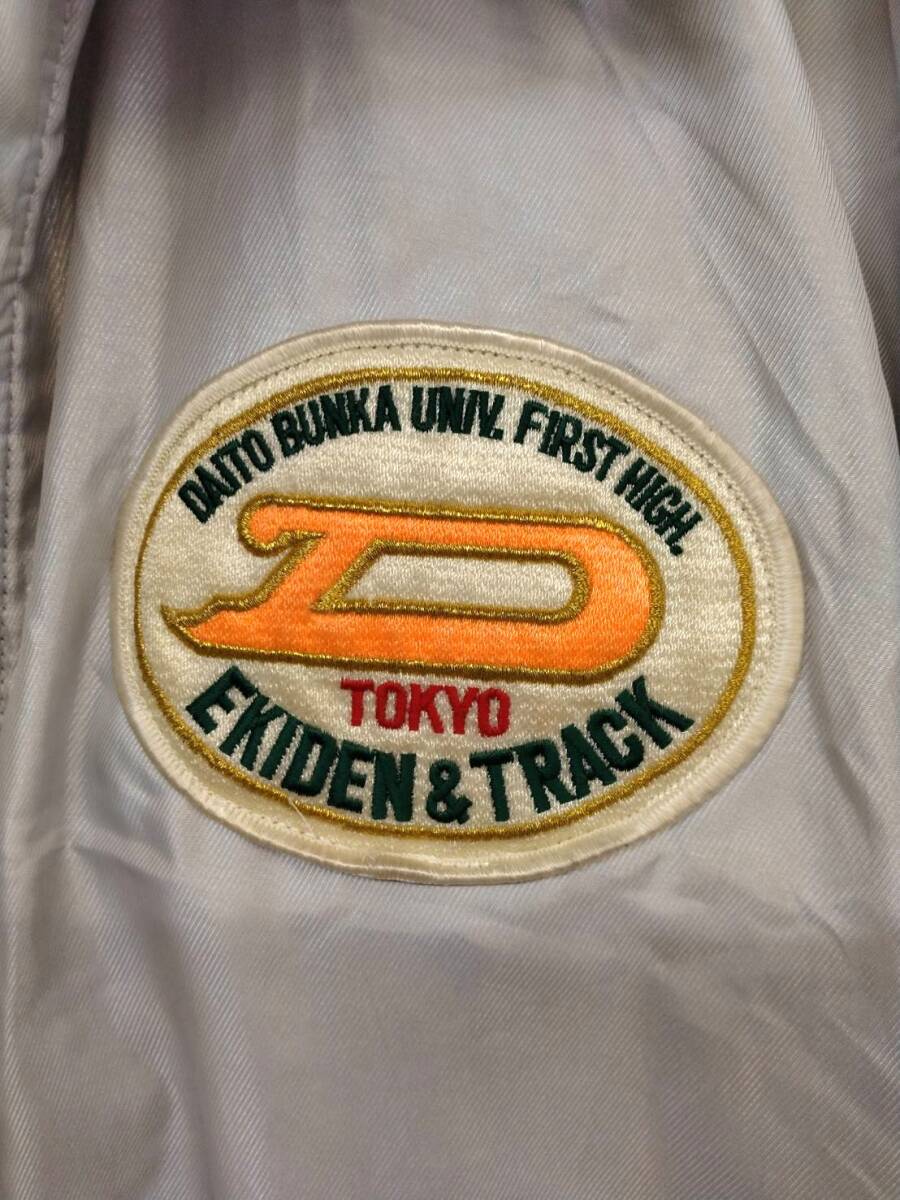 DAITO BUNKA UNIV. FIRST HIGH.
D
TOKYO
EKIDEN & TRACK